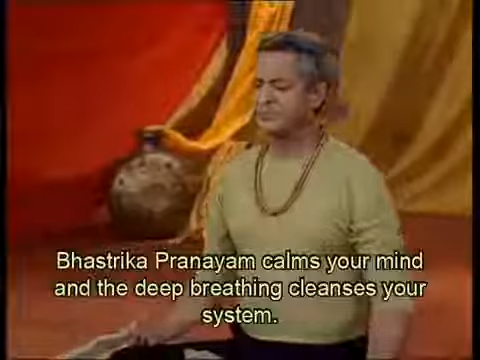 Bhastrika Pranayam calms your mind
and the deep breathing cleanses your
system.